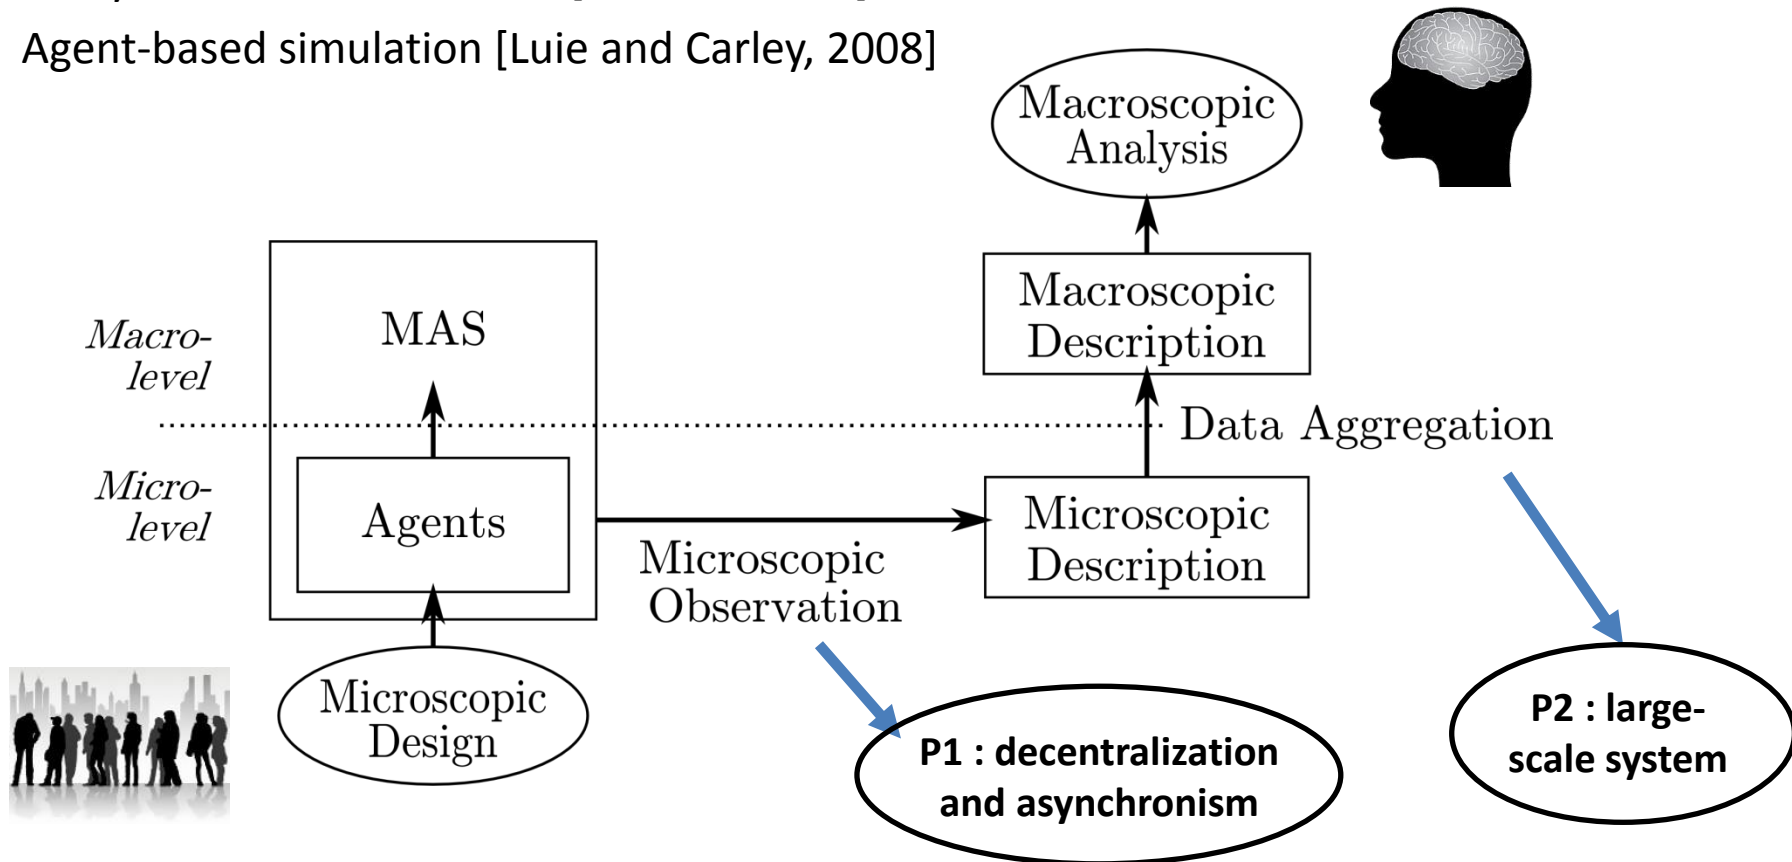 Agent-based simulation [Luie and Carley, 2008]
Macroscopic
Analysis
Macroscopic
Description
Macro-
level
MAS
Data Aggregation
Micro-
level
Agents
Microscopic
Observation
Microscopic
Description
Microscopic
Design
P1 : decentralization
and asynchronism
P2 : large-
scale system